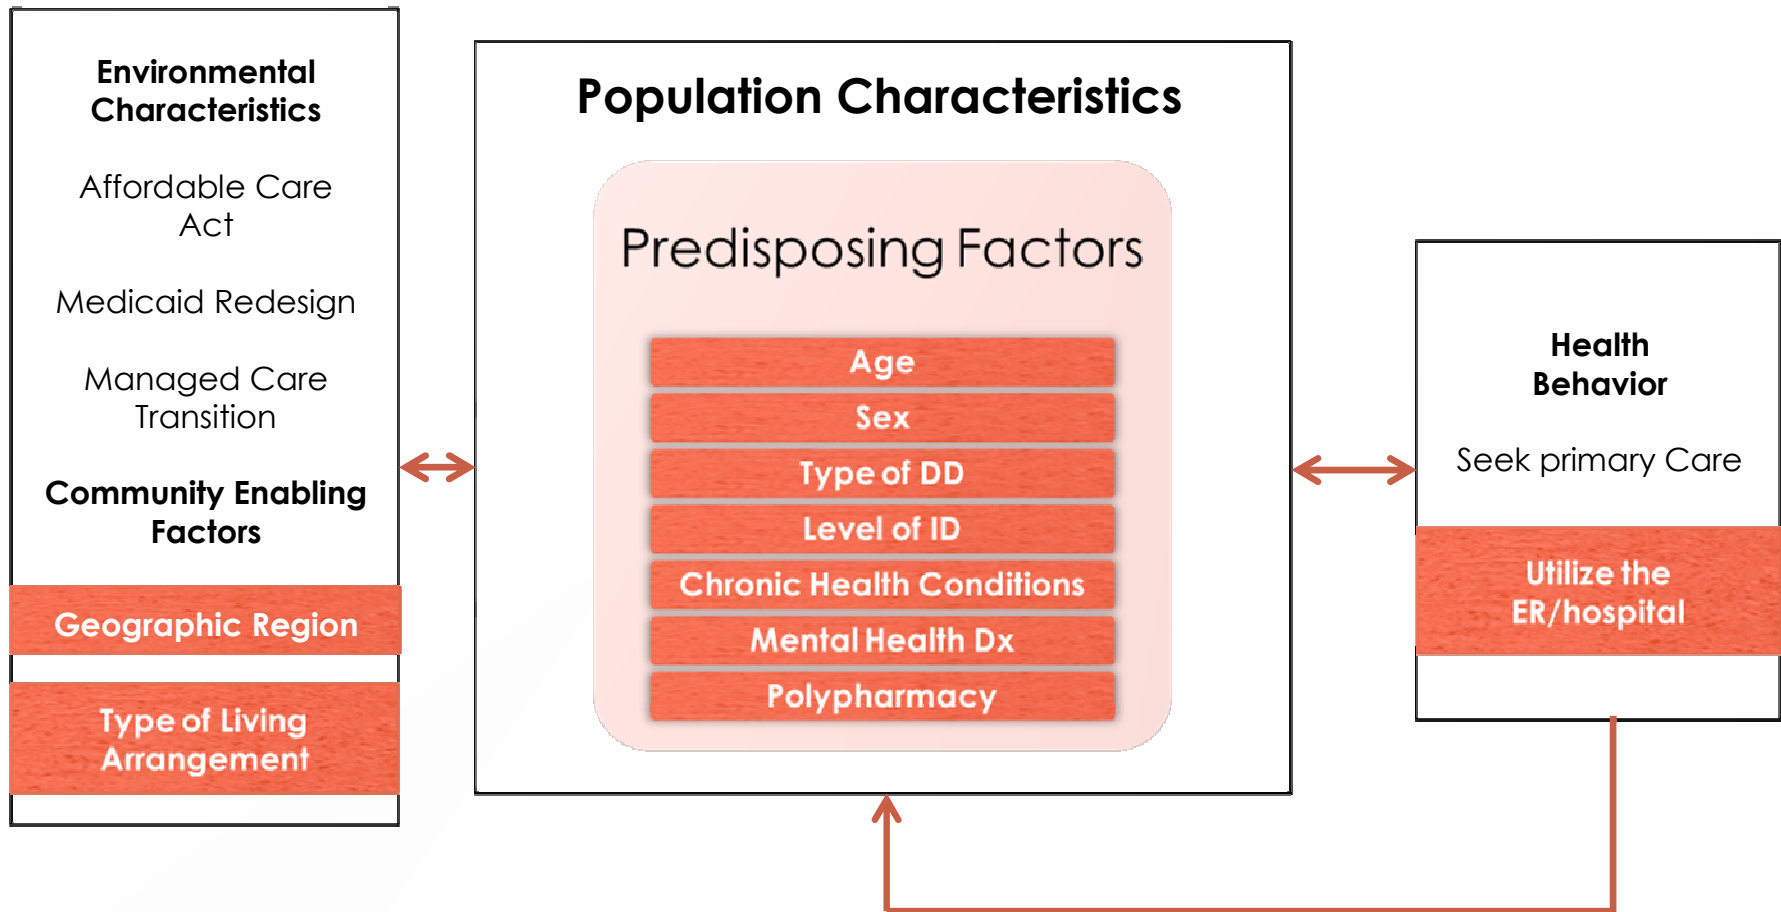 Environmental
Characteristics
Affordable Care
Act
Medicaid Redesign
Managed Care
Transition
Community Enabling
Factors
Geographic Region
Type of Living
Arrangement
Population Characteristics
Predisposing Factors
Age
Sex
Type of DD
Level of ID
Chronic Health Conditions
Mental Health Dx
Polypharmacy
Health
Behavior
Seek primary Care
Utilize the
ER/hospital